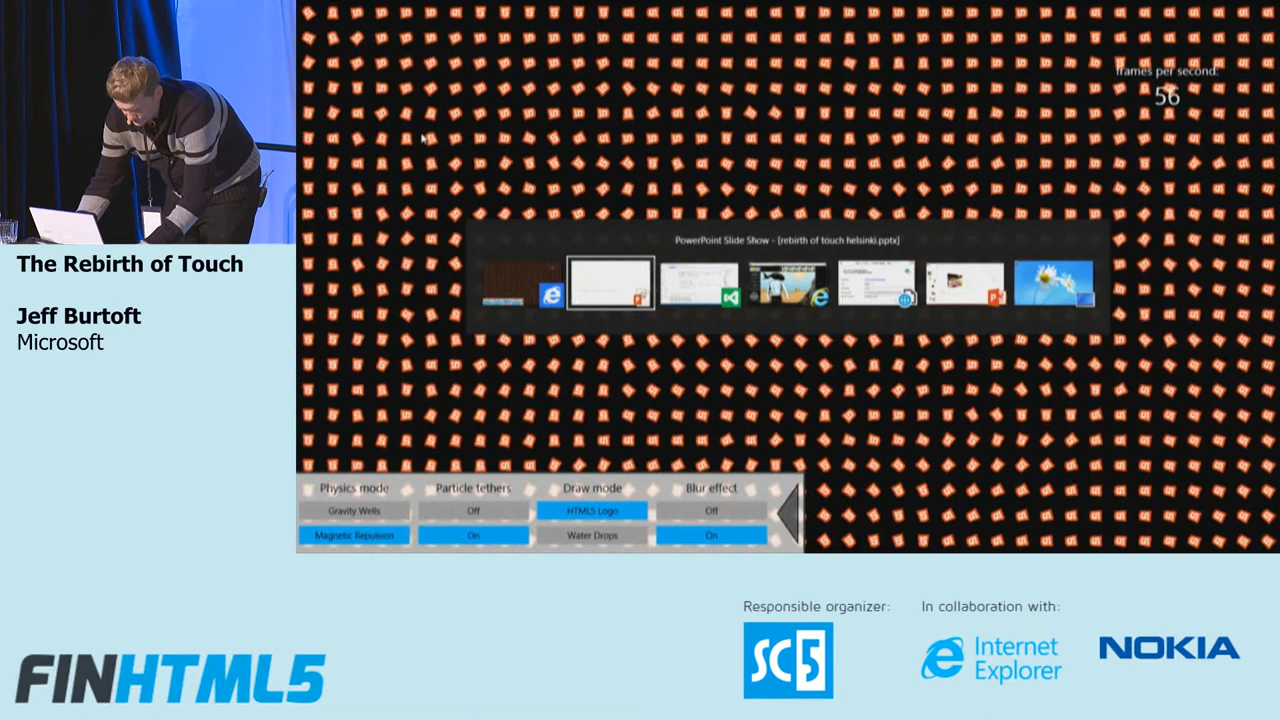 frames per second:
56
PowerPoint Slide Show - [rebirth of touch helsinki.pptx]
The Rebirth of Touch
Jeff Burtoft
Microsoft
Physics mode
Particle tethers
Draw mode
Blur effect
Gravity Wells
Off
HTML5 Logo
Off
Magnetic Repulsion
On
Water Drops
On
Responsible organizer:
In collaboration with:
SC5
Internet
Explorer
NOKIA
FINHTML5